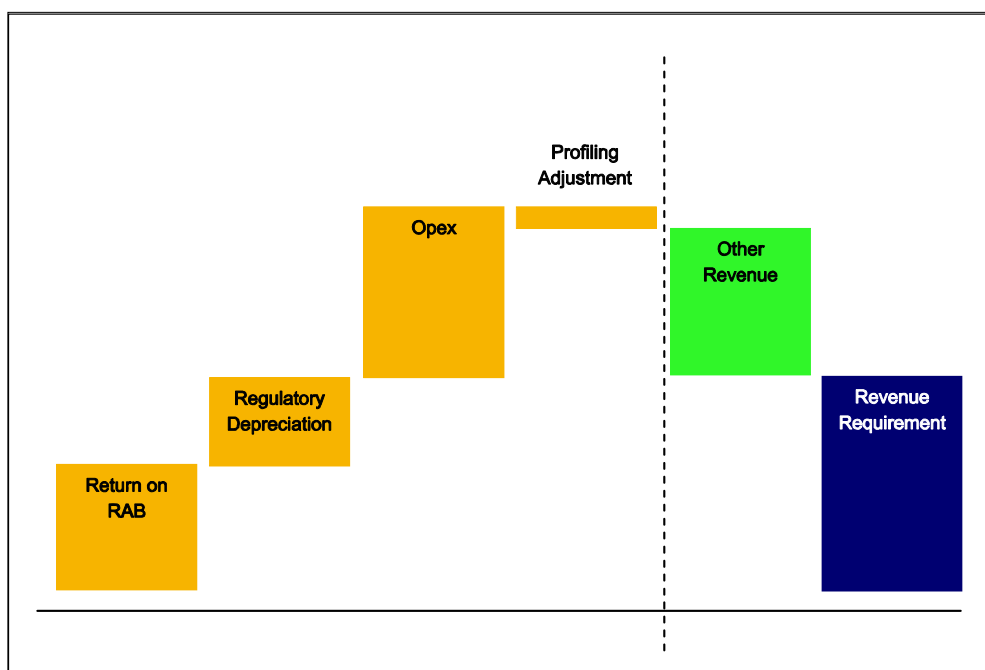 Profiling
Adjustment
Opex
Other
Revenue
Regulatory
Depreciation
Revenue
Requirement
Return on
RAB